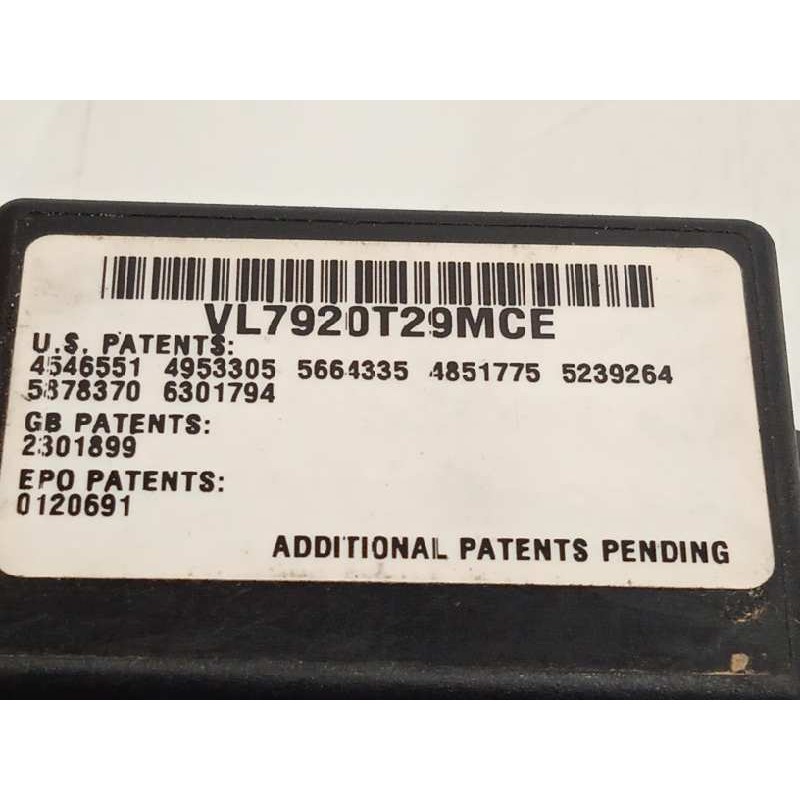 VL7920T29MCE
U.S. PATENTS:
4546551 4953305 5664335 4851775 5239264
5878370 6301794
GB PATENTS:
2301899
EPO PATENTS:
0120691
ADDITIONAL PATENTS PENDING